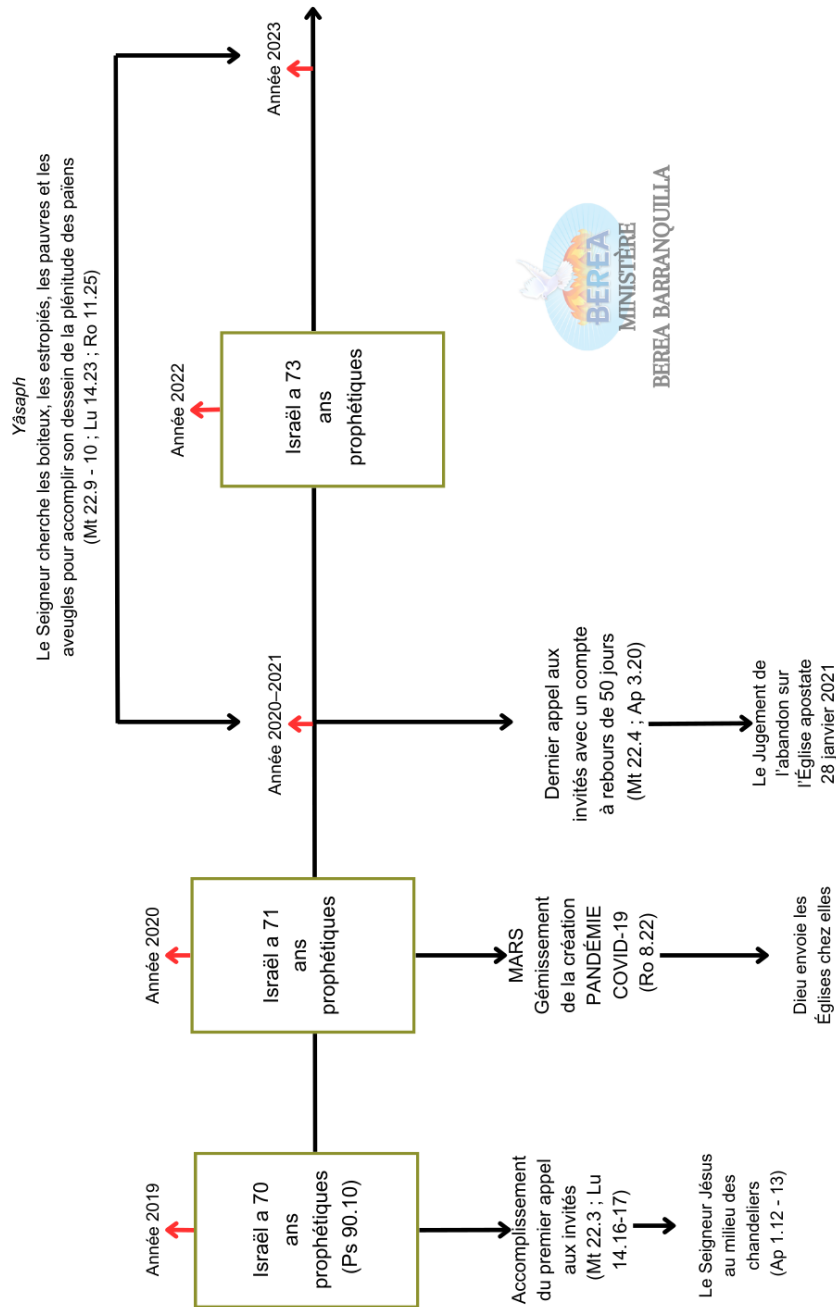 Yâsaph
Le Seigneur cherche les boiteux, les estropiés, les pauvres et les
aveugles pour accomplir son dessein de la plénitude des païens
(Mt 22.9 - 10 ; Lu 14.23 ; Ro 11.25)
Année 2019
Israël a 70
ans
prophétiques
(Ps 90.10)
Accomplissement
du premier appel
aux invités
(Mt 22.3 ; Lu
14.16-17)
Le Seigneur Jésus
au milieu des
chandeliers
(Ap 1.12 - 13)
Année 2020
Israël a 71
ans
prophétiques
MARS
Gémissement
de la création
PANDÉMIE
COVID-19
(Ro 8.22)
Dieu envoie les
Églises chez elles
Année 2020–2021
Dernier appel aux
invités avec un compte
à rebours de 50 jours
(Mt 22.4 ; Ap 3.20)
Le Jugement de
l'abandon sur
l'Église apostate
28 janvier 2021
Année 2022
Israël a 73
ans
prophétiques
Année 2023
BEREA
MINISTÈRE
BEREA BARRANQUILLA